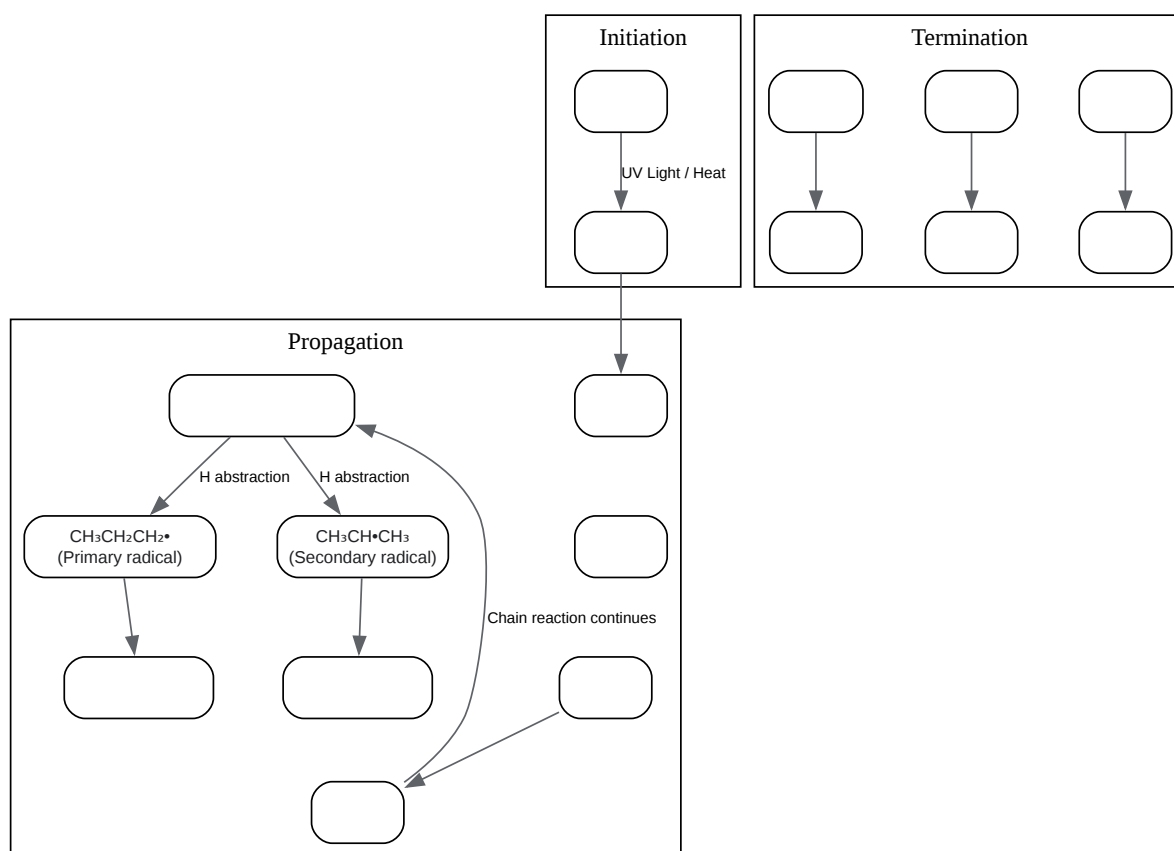 Initiation
Termination
UV Light / Heat
Propagation
H abstraction
H abstraction
CH₃CH₂CH₂•
(Primary radical)
CH₃CH•CH₃
(Secondary radical)
Chain reaction continues